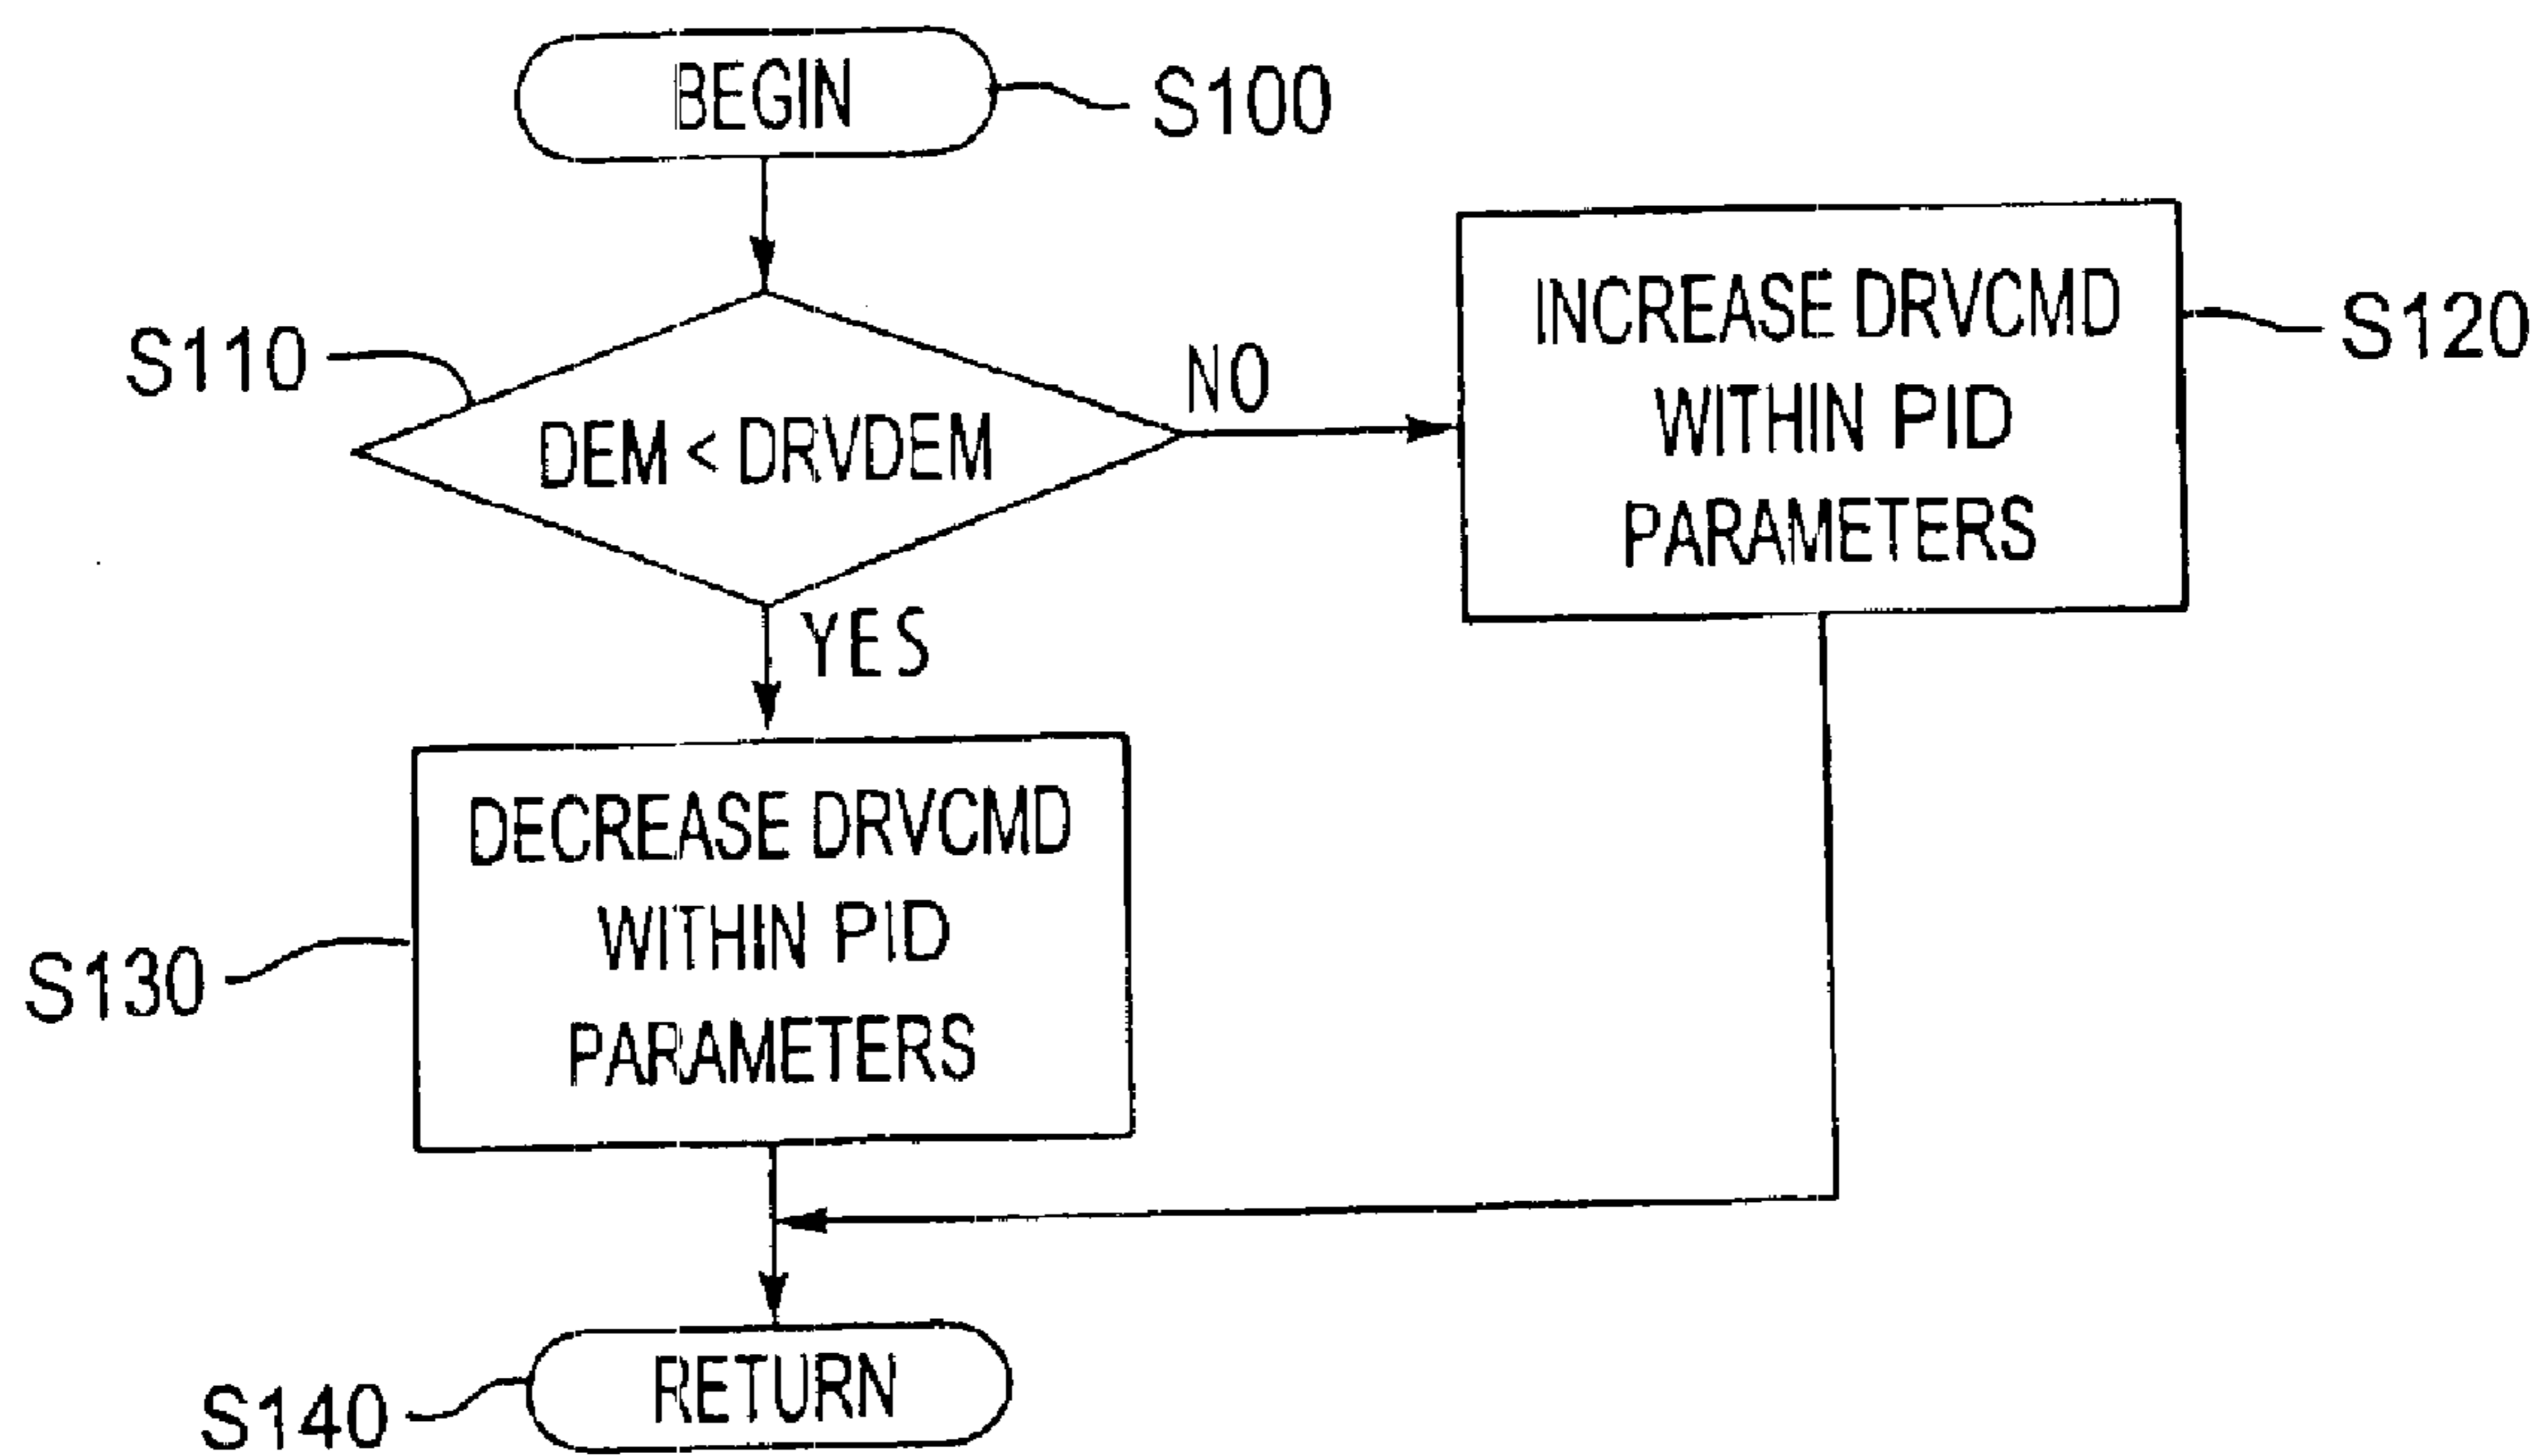 BEGIN
S100
S110
DEM < DRVDEM
NO
INCREASE DRVCMD
WITHIN PID
PARAMETERS
S120
YES
DECREASE DRVCMD
WITHIN PID
PARAMETERS
S130
RETURN
S140